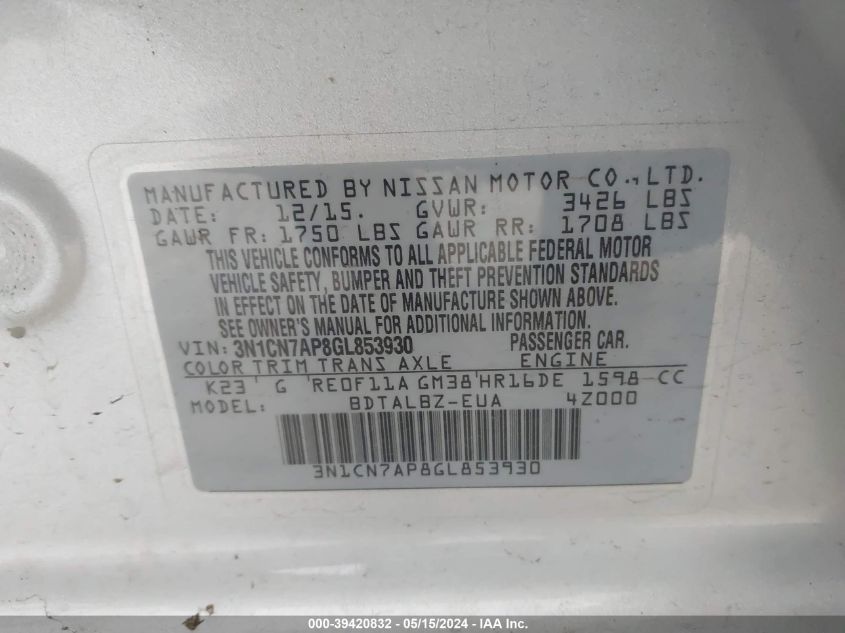 MANUFACTURED BY NISSAN MOTOR CO., LTD.
DATE: 12/15. GVWR: 3426 LBS
GAWR FR: 1750 LBS GAWR RR: 1708 LBS
THIS VEHICLE CONFORMS TO ALL APPLICABLE FEDERAL MOTOR
VEHICLE SAFETY, BUMPER AND THEFT PREVENTION STANDARDS
IN EFFECT ON THE DATE OF MANUFACTURE SHOWN ABOVE.
SEE OWNER'S MANUAL FOR ADDITIONAL INFORMATION.
VIN: 3N1CN7AP8GL853930 PASSENGER CAR.
COLOR TRIM TRANS AXLE ENGINE
K23 ' G 'RE0F11A GM38'HR16DE 1598 CC
MODEL: BDTALBZ-EUA 4Z000
3N1CN7AP8GL853930
000-39420832 - 05/15/2024 - IAA Inc.